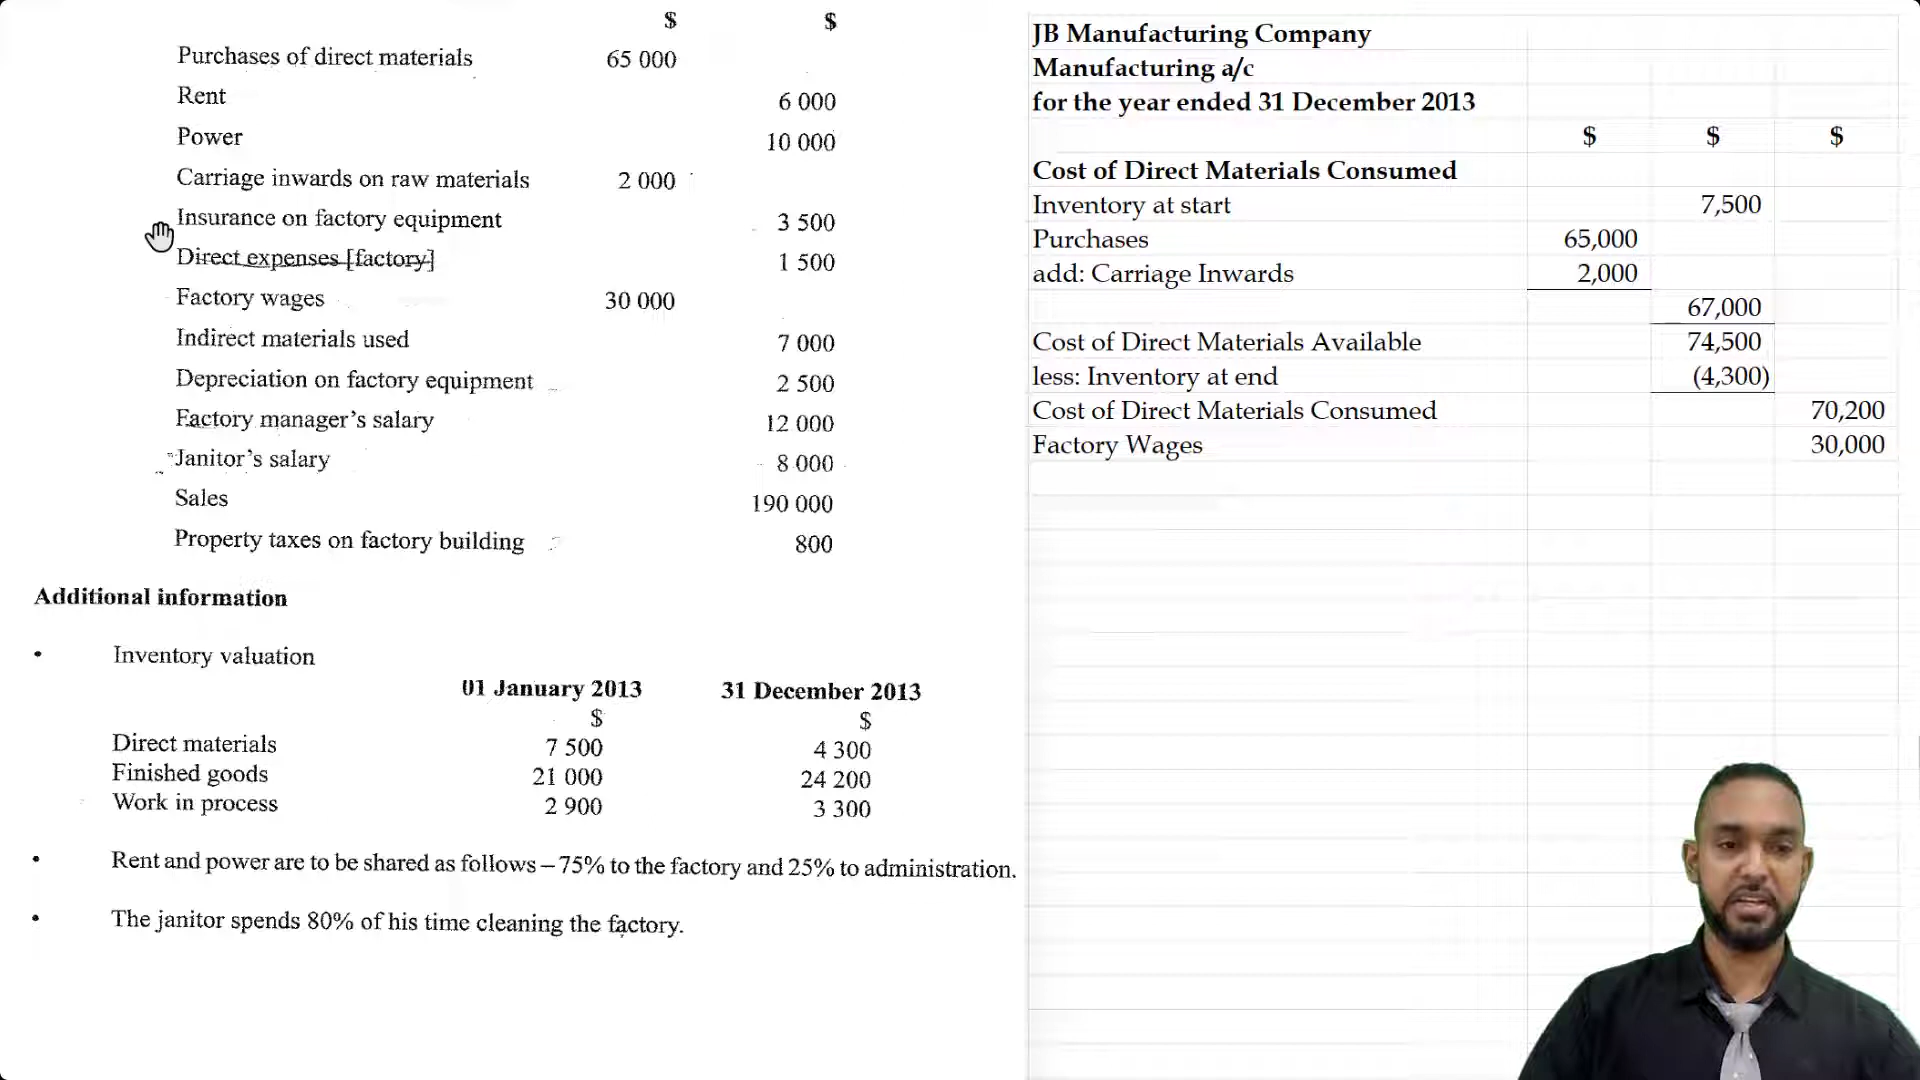 $ $
Purchases of direct materials 65 000
Rent 6 000
Power 10 000
Carriage inwards on raw materials 2 000
Insurance on factory equipment 3 500
Direct expenses [factory] 1 500
Factory wages 30 000
Indirect materials used 7 000
Depreciation on factory equipment 2 500
Factory manager's salary 12 000
Janitor's salary 8 000
Sales 190 000
Property taxes on factory building 800
Additional information
• Inventory valuation
01 January 2013 31 December 2013
$ $
Direct materials 7 500 4 300
Finished goods 21 000 24 200
Work in process 2 900 3 300
• Rent and power are to be shared as follows – 75% to the factory and 25% to administration.
• The janitor spends 80% of his time cleaning the factory.
JB Manufacturing Company
Manufacturing a/c
for the year ended 31 December 2013
$ $ $
Cost of Direct Materials Consumed
Inventory at start 7,500
Purchases 65,000
add: Carriage Inwards 2,000
67,000
Cost of Direct Materials Available 74,500
less: Inventory at end (4,300)
Cost of Direct Materials Consumed 70,200
Factory Wages 30,000